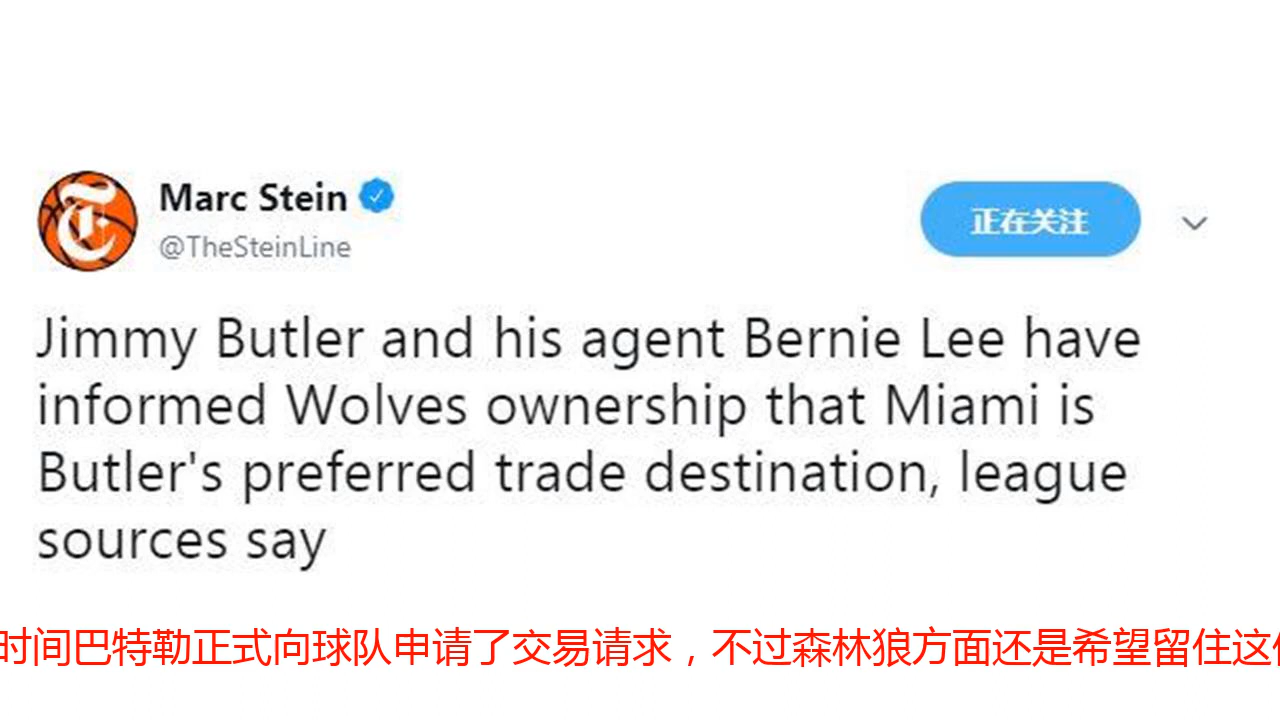 Marc Stein
@TheSteinLine
正在关注
Jimmy Butler and his agent Bernie Lee have
informed Wolves ownership that Miami is
Butler's preferred trade destination, league
sources say
时间巴特勒正式向球队申请了交易请求，不过森林狼方面还是希望留住这